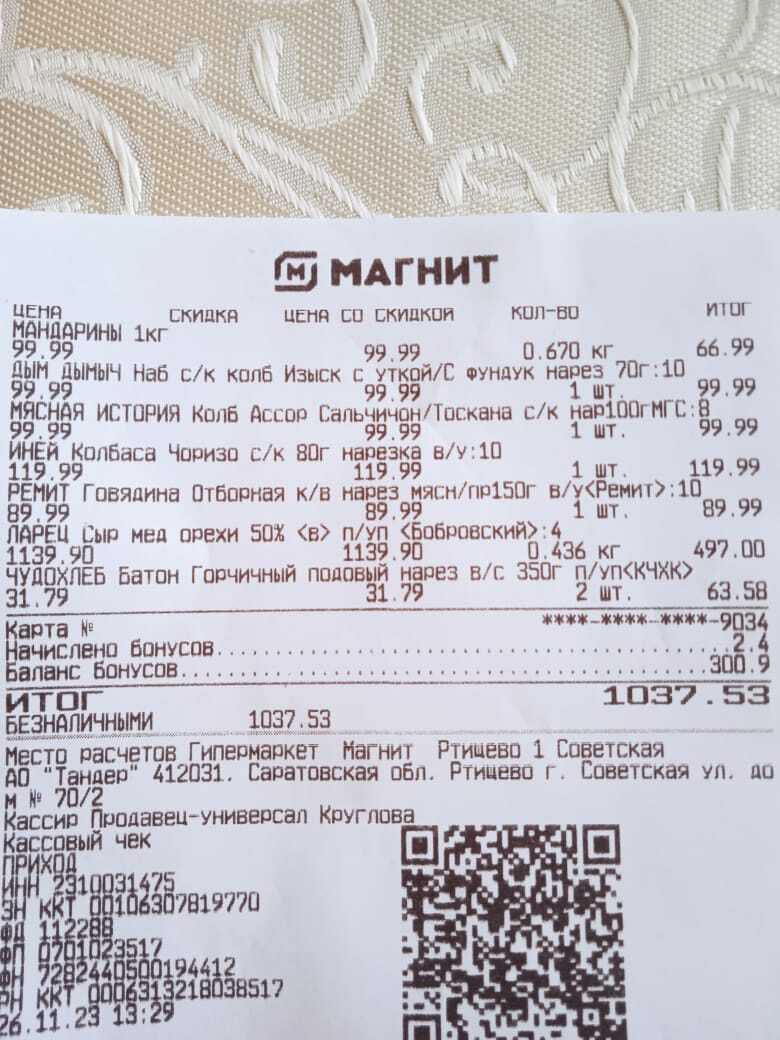 М МАГНИТ
ЦЕНА СКИДКА ЦЕНА СО СКИДКОЙ КОЛ-ВО ИТОГ
МАНДАРИНЫ 1кг
99.99 99.99 0.670 кг 66.99
ДЫМ ДЫМЫЧ Наб с/к колб Изыск с уткой/С фундук нарез 70г:10
99.99 99.99 1 шт. 99.99
МЯСНАЯ ИСТОРИЯ Колб Ассор Сальчичон/Тоскана с/к нар100гМГС:8
99.99 99.99 1 шт. 99.99
ИНЕЙ Колбаса Чоризо с/к 80г нарезка в/у:10
119.99 119.99 1 шт. 119.99
РЕМИТ Говядина Отборная к/в нарез мясн/пр150г в/у<Ремит>:10
89.99 89.99 1 шт. 89.99
ЛАРЕЦ Сыр мед орехи 50% <в> п/уп <Бобровский>:4
1139.90 1139.90 0.436 кг 497.00
ЧУДОХЛЕБ Батон Горчичный подовый нарез в/с 350г п/уп<КЧХК>
31.79 31.79 2 шт. 63.58
Карта № ****-****-****-9034
Начислено бонусов 2.4
Баланс бонусов 300.9
ИТОГ 1037.53
БЕЗНАЛИЧНЫМИ 1037.53
Место расчетов Гипермаркет Магнит Ртищево 1 Советская
АО "Тандер" 412031. Саратовская обл. Ртищево г. Советская ул. до
м № 70/2
Кассир Продавец-универсал Круглова
Кассовый чек
ПРИХОД
ИНН 2310031475
ЗН ККТ 00106307819770
ФД 112288
ФП 0701023517
7282440500194412
РН ККТ 0006313218038517
26.11.23 13:29